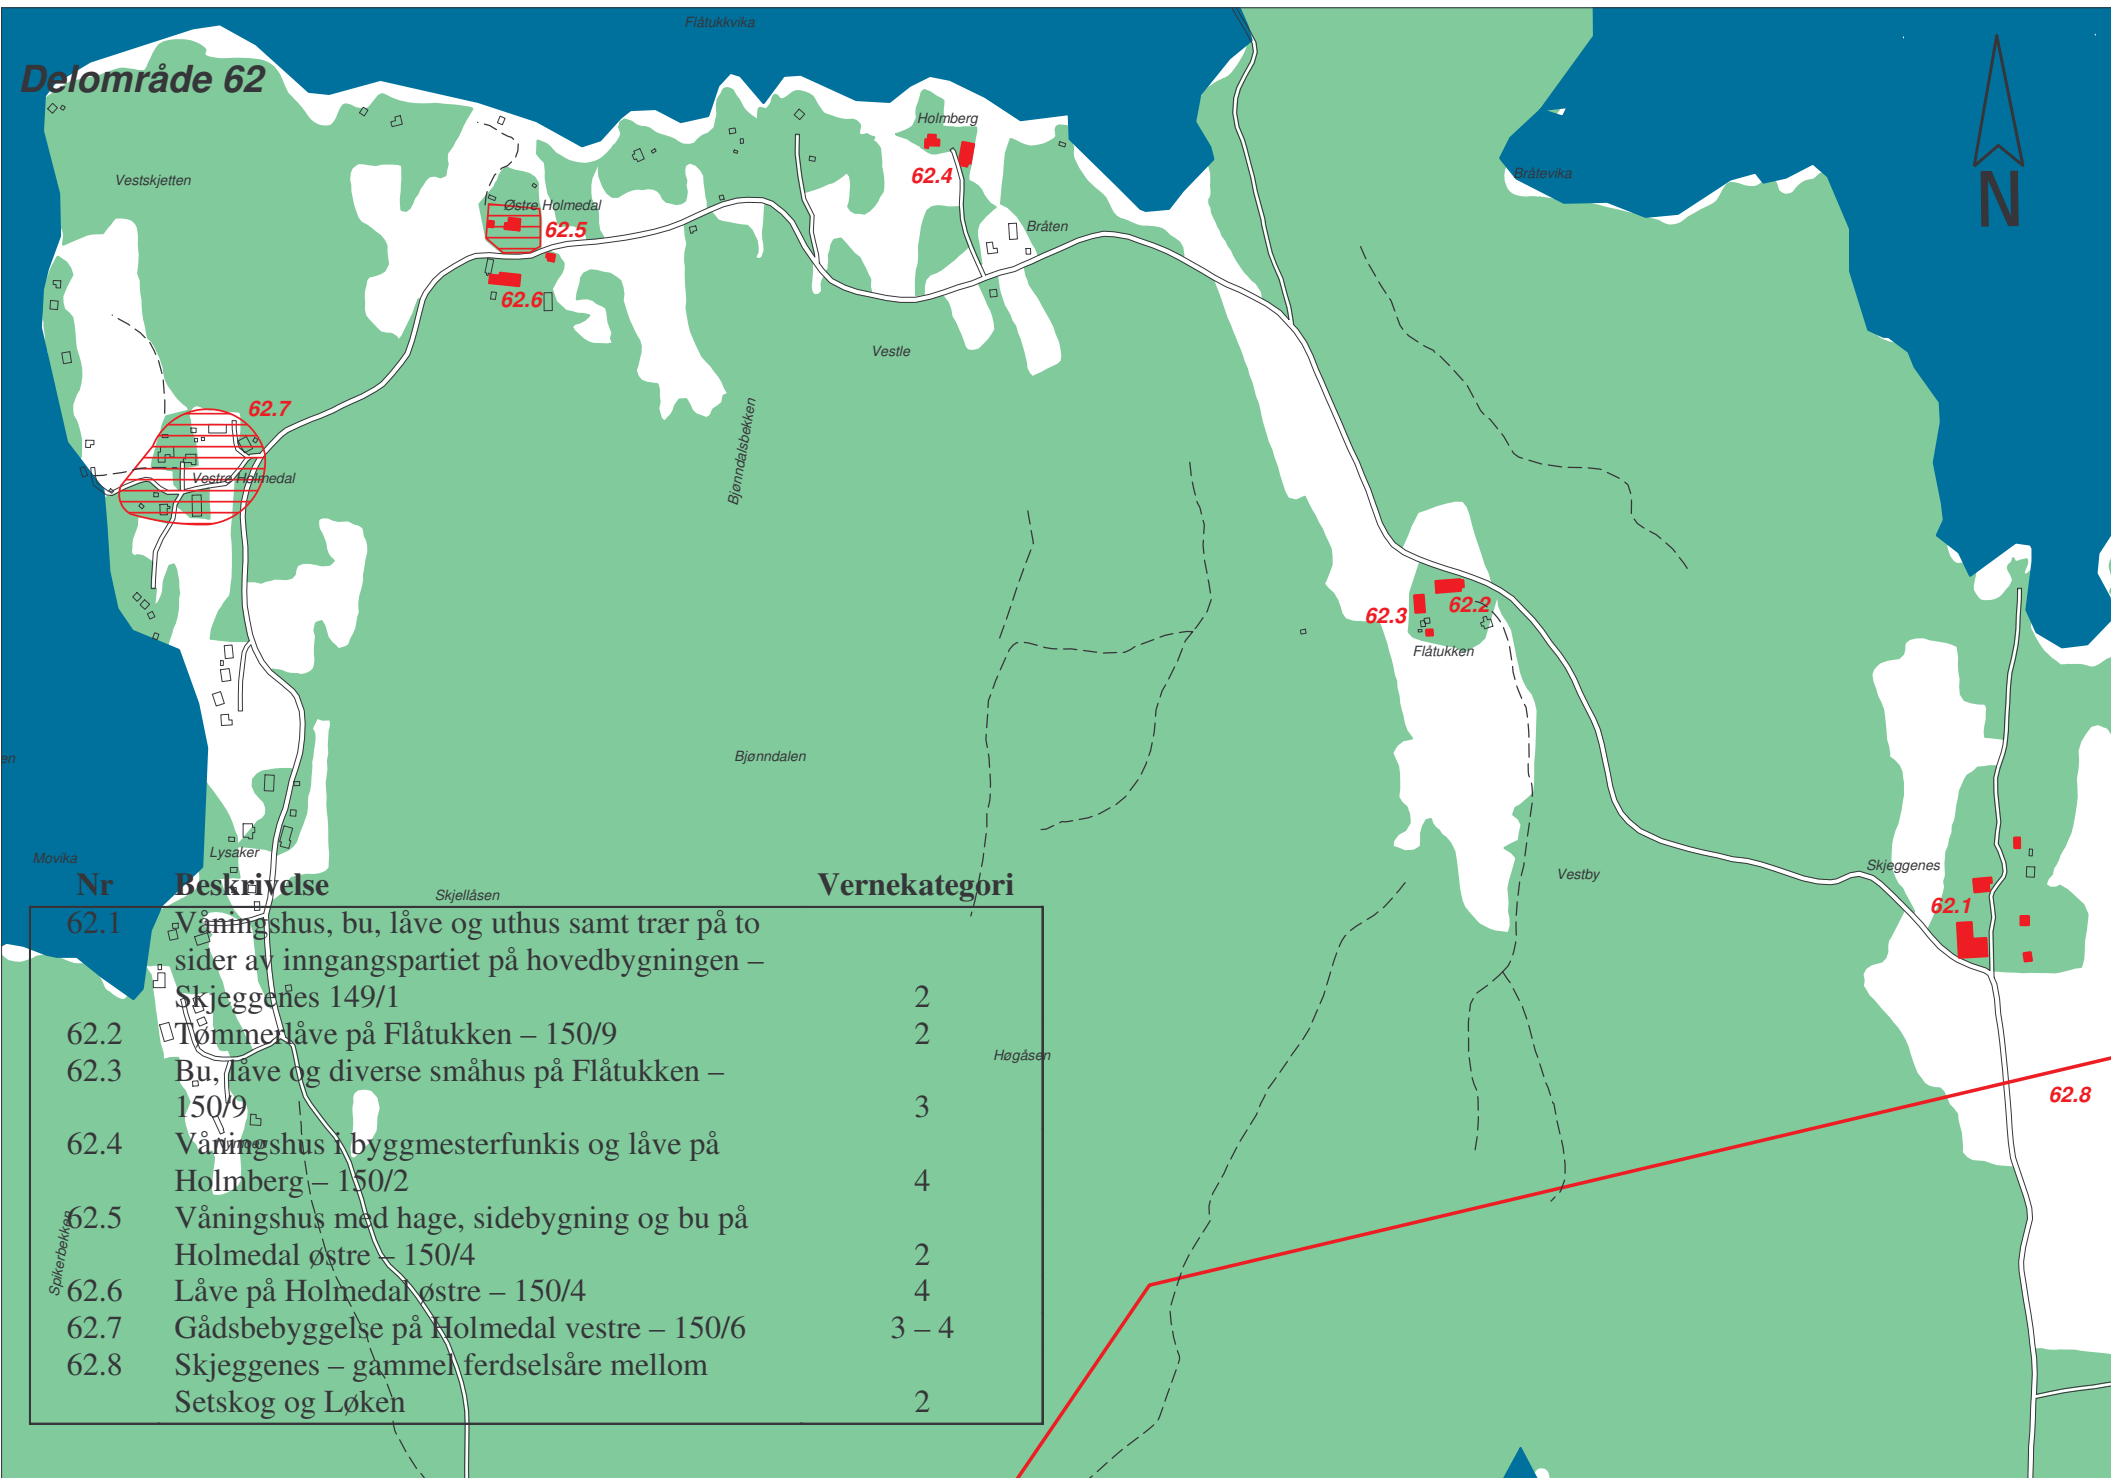 Flåtukkvika
Delområde 62
Holmberg
62.4
Bråtevika
N
Vestskjetten
Østre Holmedal
62.5
Bråten
62.6
Vestle
62.7
Bjønndalsbekken
Vestre Holmedal
62.3
62.2
Flåtukken
Bjønndalen
en
Movika
Lysaker
Skjellåsen
Vestby
Skjeggenes
62.1
Høgåsen
62.8
Spikerbekken
Nr Beskrivelse Vernekategori
62.1 Våningshus, bu, låve og uthus samt trær på to
sider av inngangspartiet på hovedbygningen –
Skjeggenes 149/1 2
62.2 Tømmerlåve på Flåtukken – 150/9 2
62.3 Bu, låve og diverse småhus på Flåtukken –
150/9 3
62.4 Våningshus i byggmesterfunkis og låve på
Holmberg – 150/2 4
62.5 Våningshus med hage, sidebygning og bu på
Holmedal østre – 150/4 2
62.6 Låve på Holmedal østre – 150/4 4
62.7 Gådsbebyggelse på Holmedal vestre – 150/6 3 – 4
62.8 Skjeggenes – gammel ferdselsåre mellom
Setskog og Løken 2